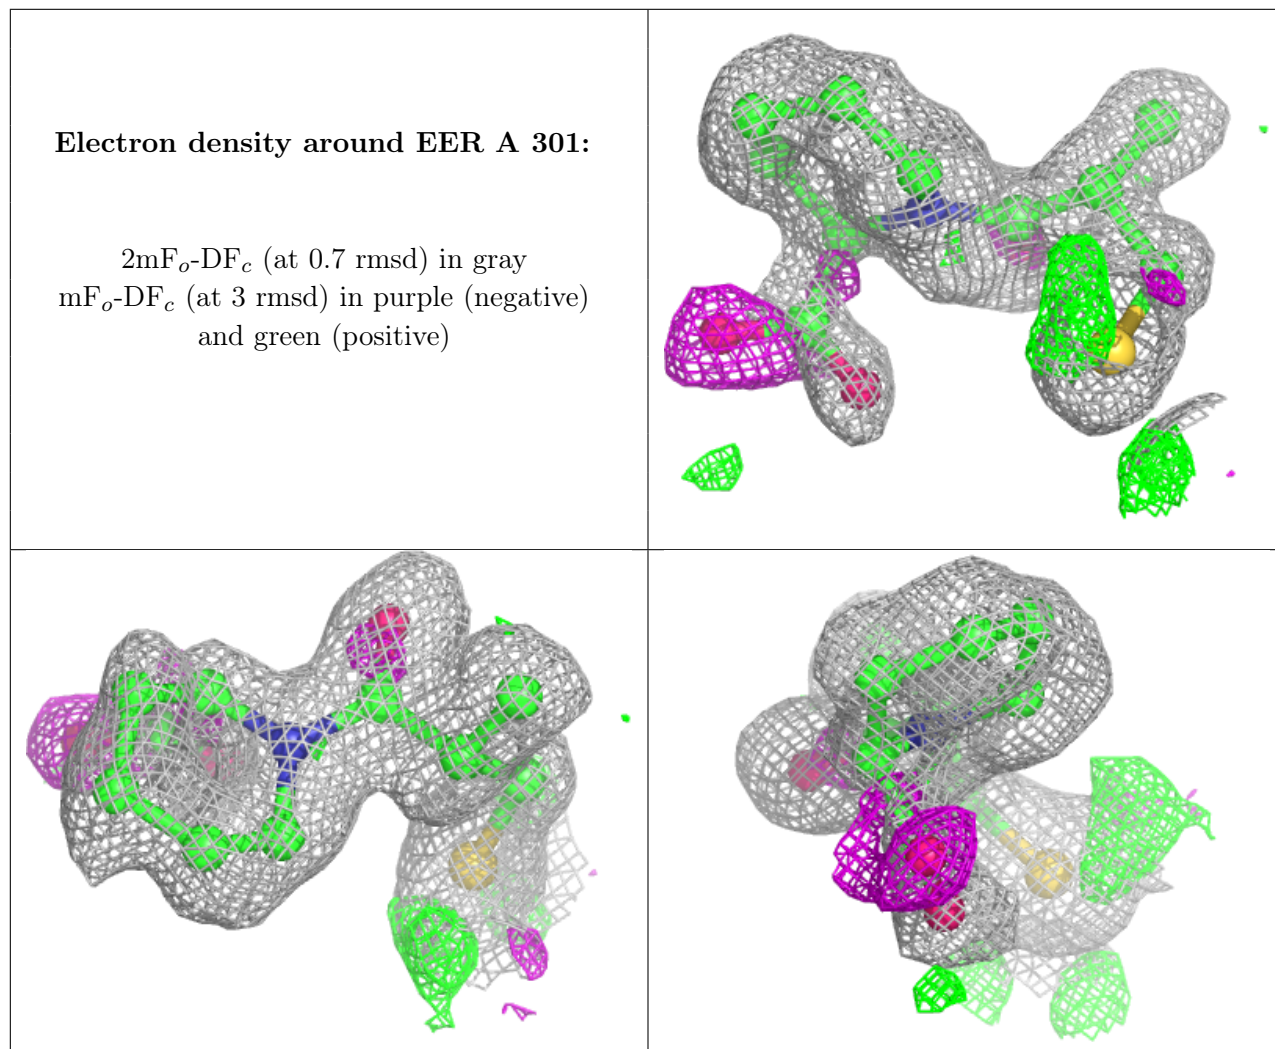 Electron density around EER A 301:
2mFo-DFc (at 0.7 rmsd) in gray
mFo-DFc (at 3 rmsd) in purple (negative)
and green (positive)